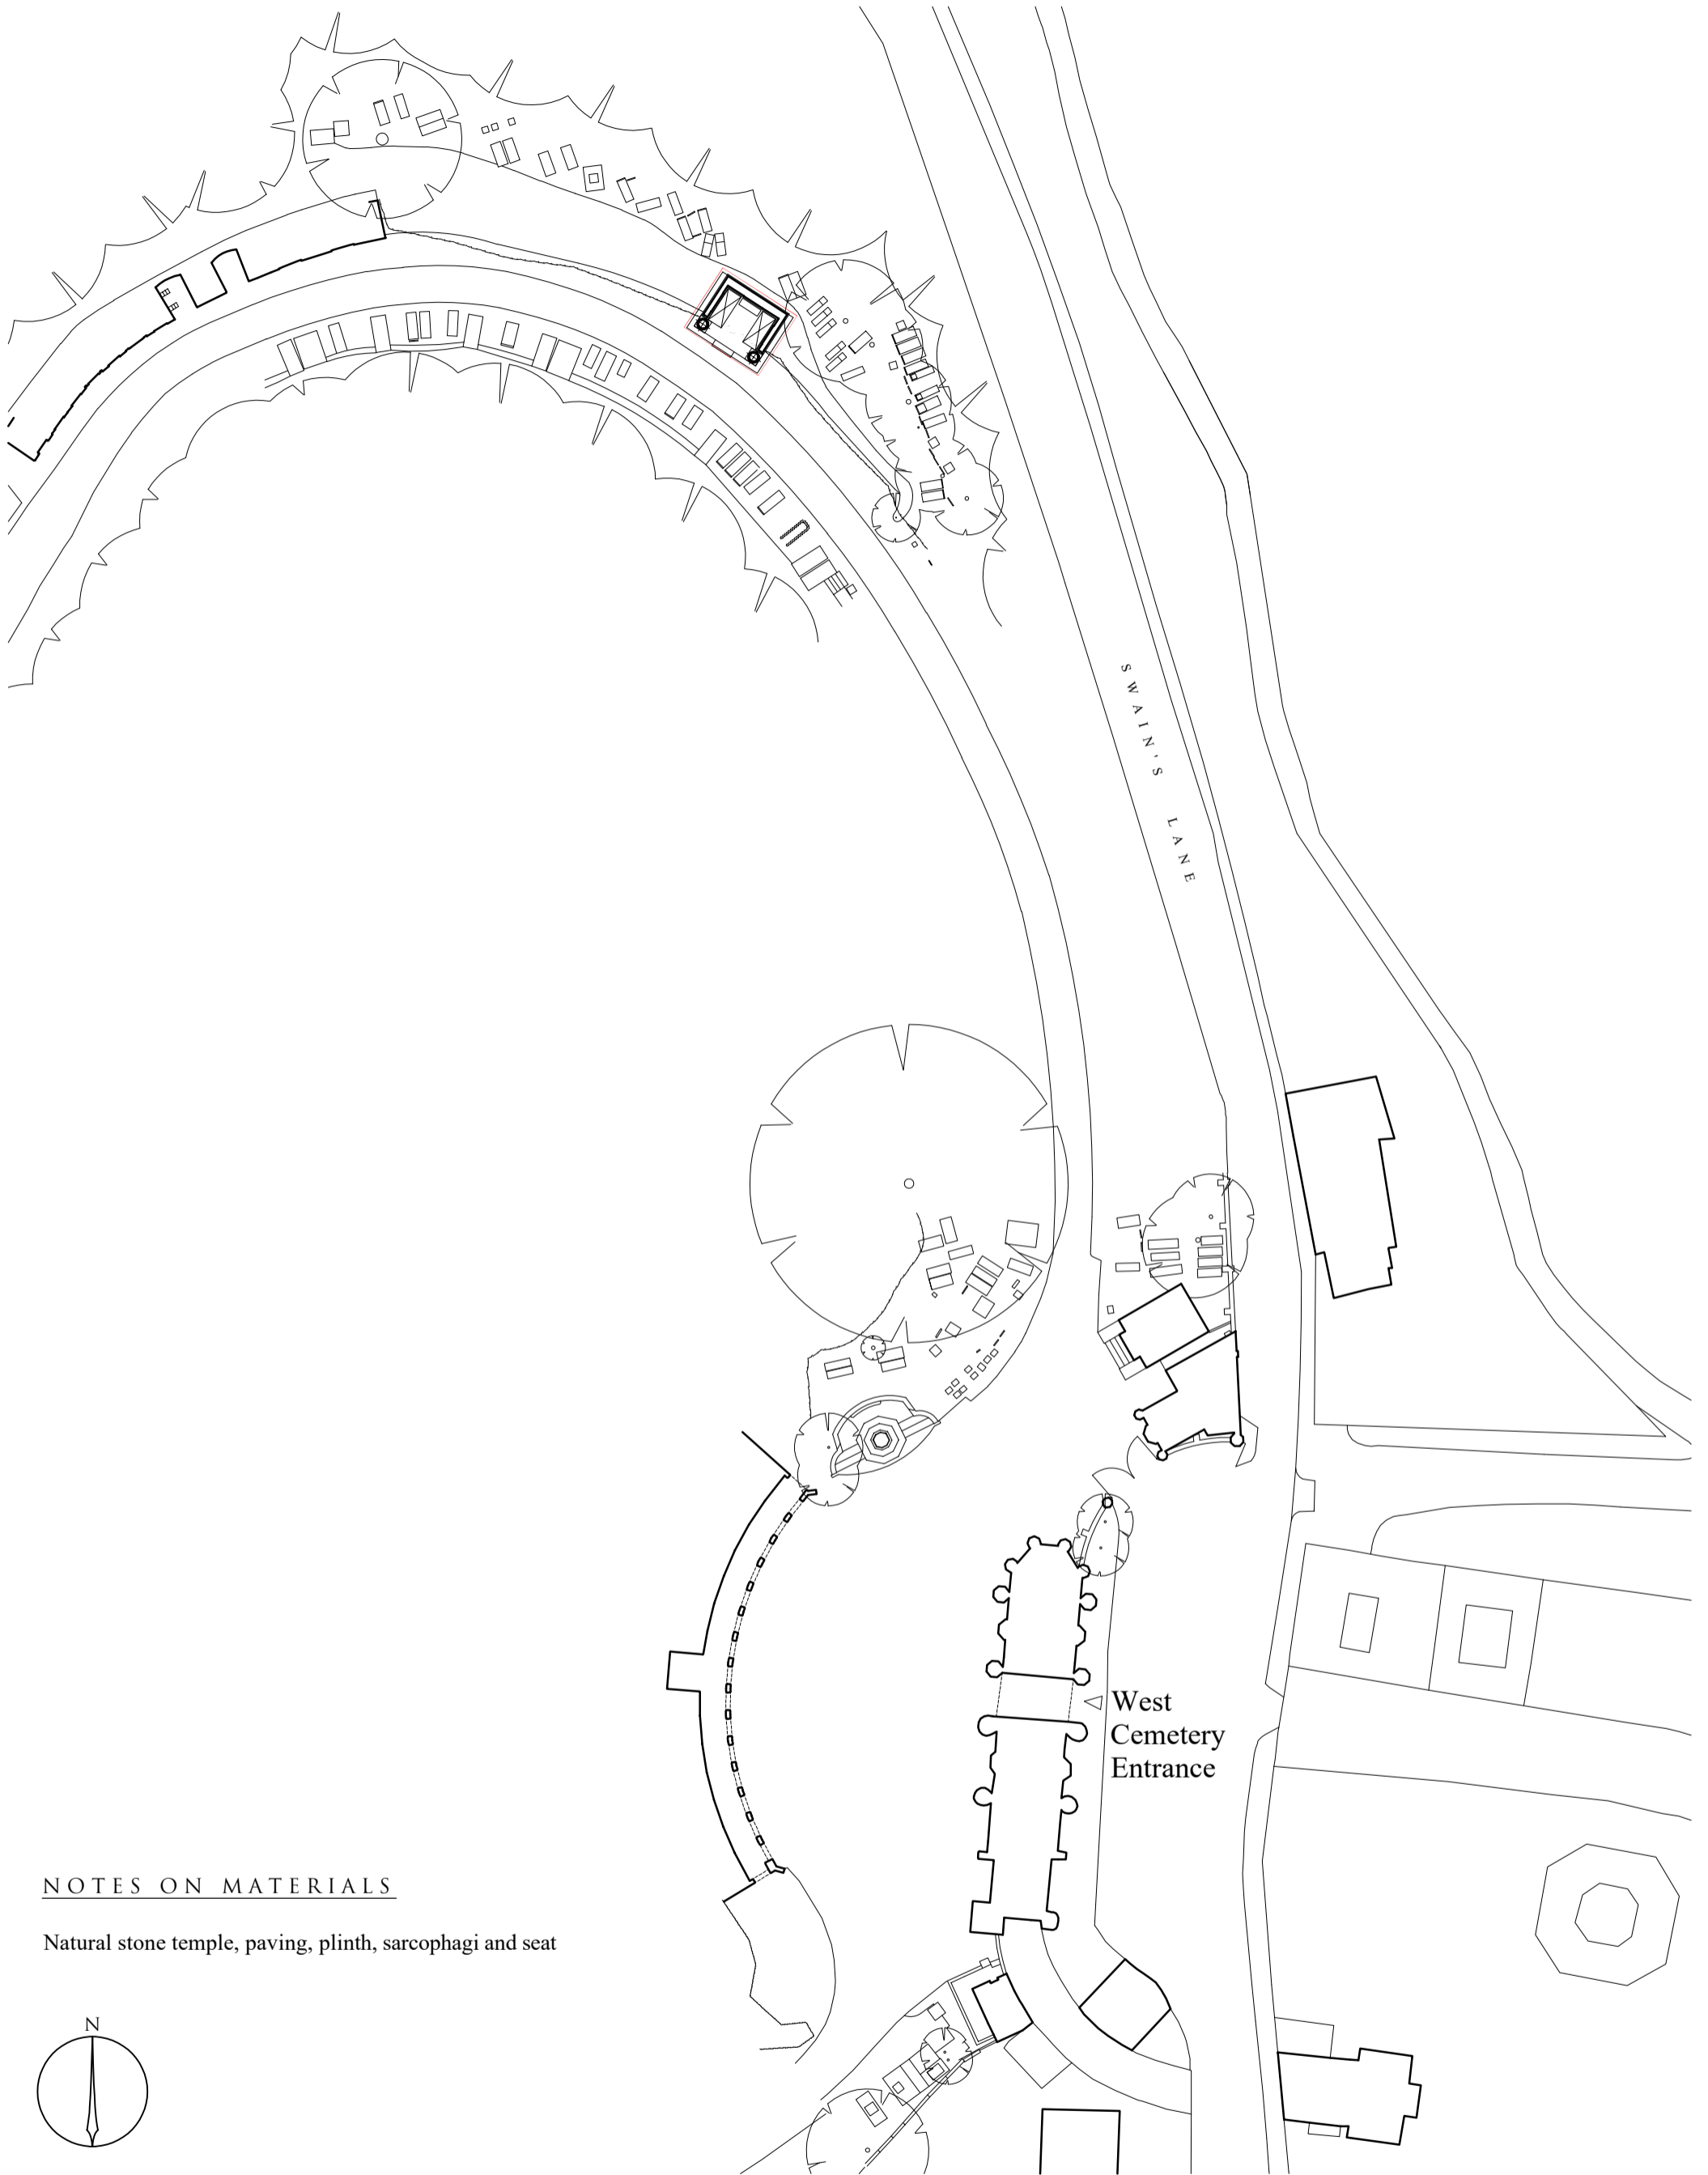 SWAIN'S LANE
West
Cemetery
Entrance
NOTES ON MATERIALS
Natural stone temple, paving, plinth, sarcophagi and seat
N